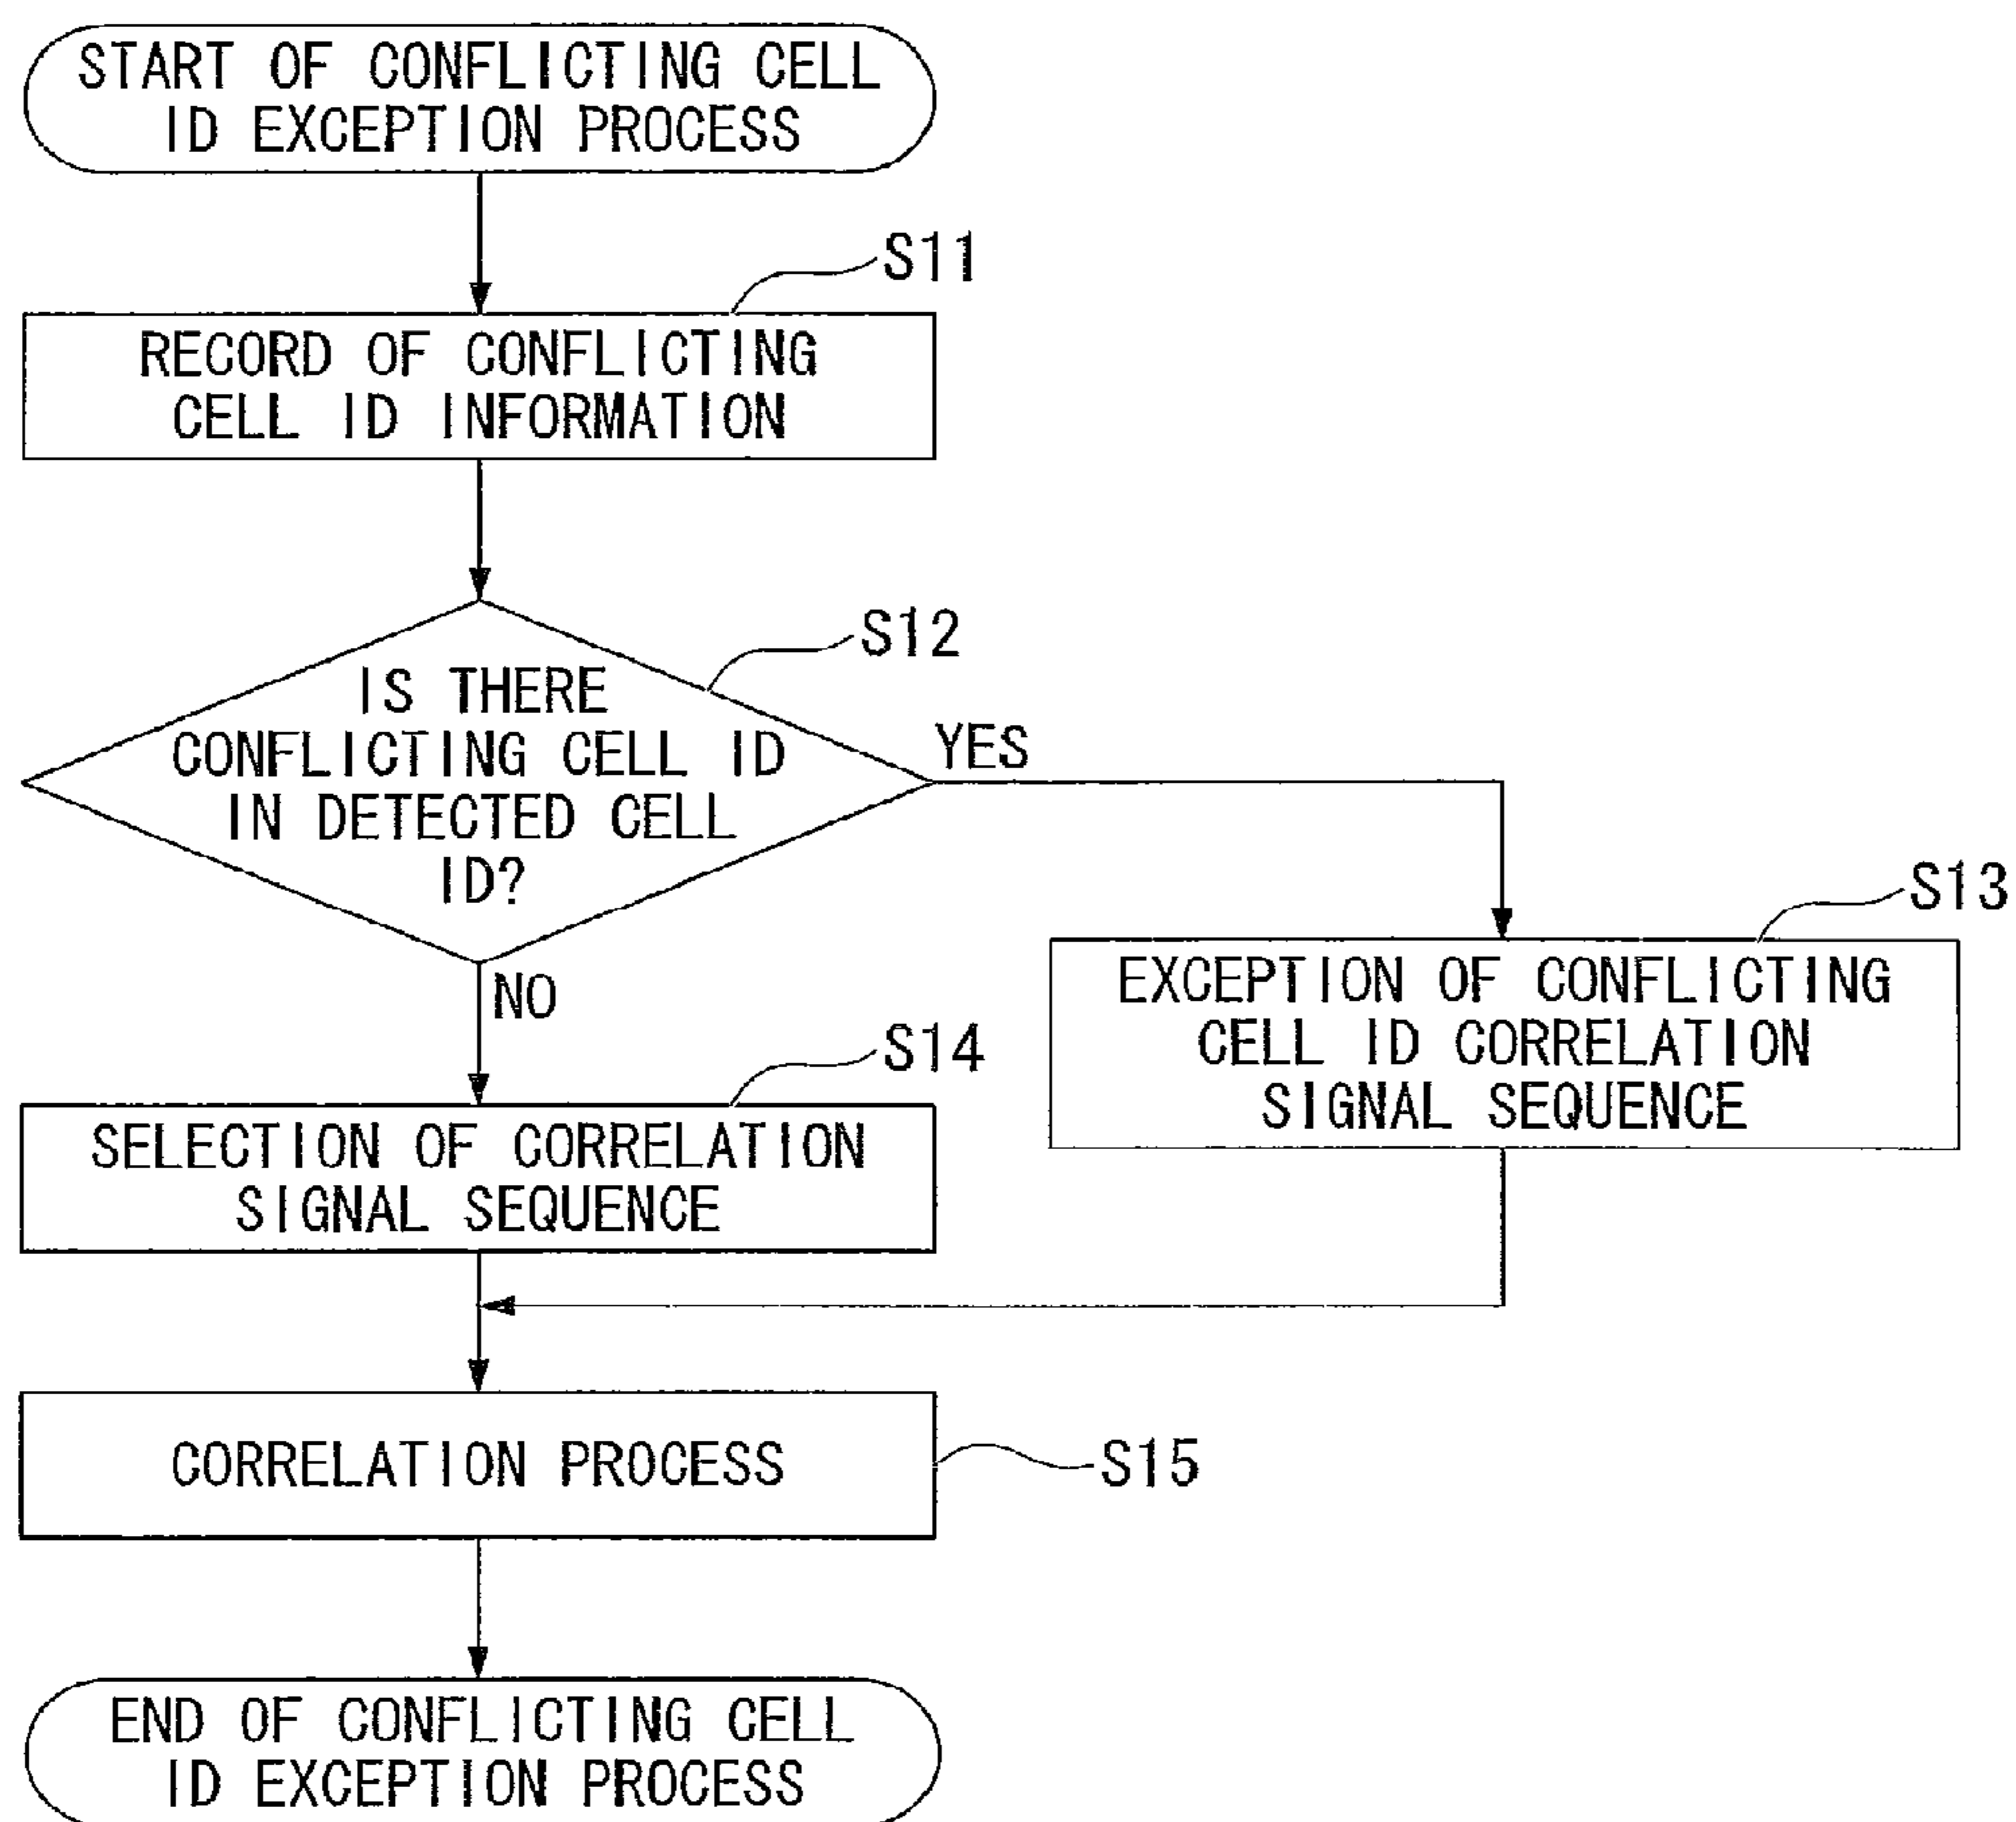 START OF CONFLICTING CELL
ID EXCEPTION PROCESS
S11
RECORD OF CONFLICTING
CELL ID INFORMATION
S12
IS THERE
CONFLICTING CELL ID
IN DETECTED CELL
ID?
YES
NO
S13
EXCEPTION OF CONFLICTING
CELL ID CORRELATION
SIGNAL SEQUENCE
S14
SELECTION OF CORRELATION
SIGNAL SEQUENCE
CORRELATION PROCESS
S15
END OF CONFLICTING CELL
ID EXCEPTION PROCESS